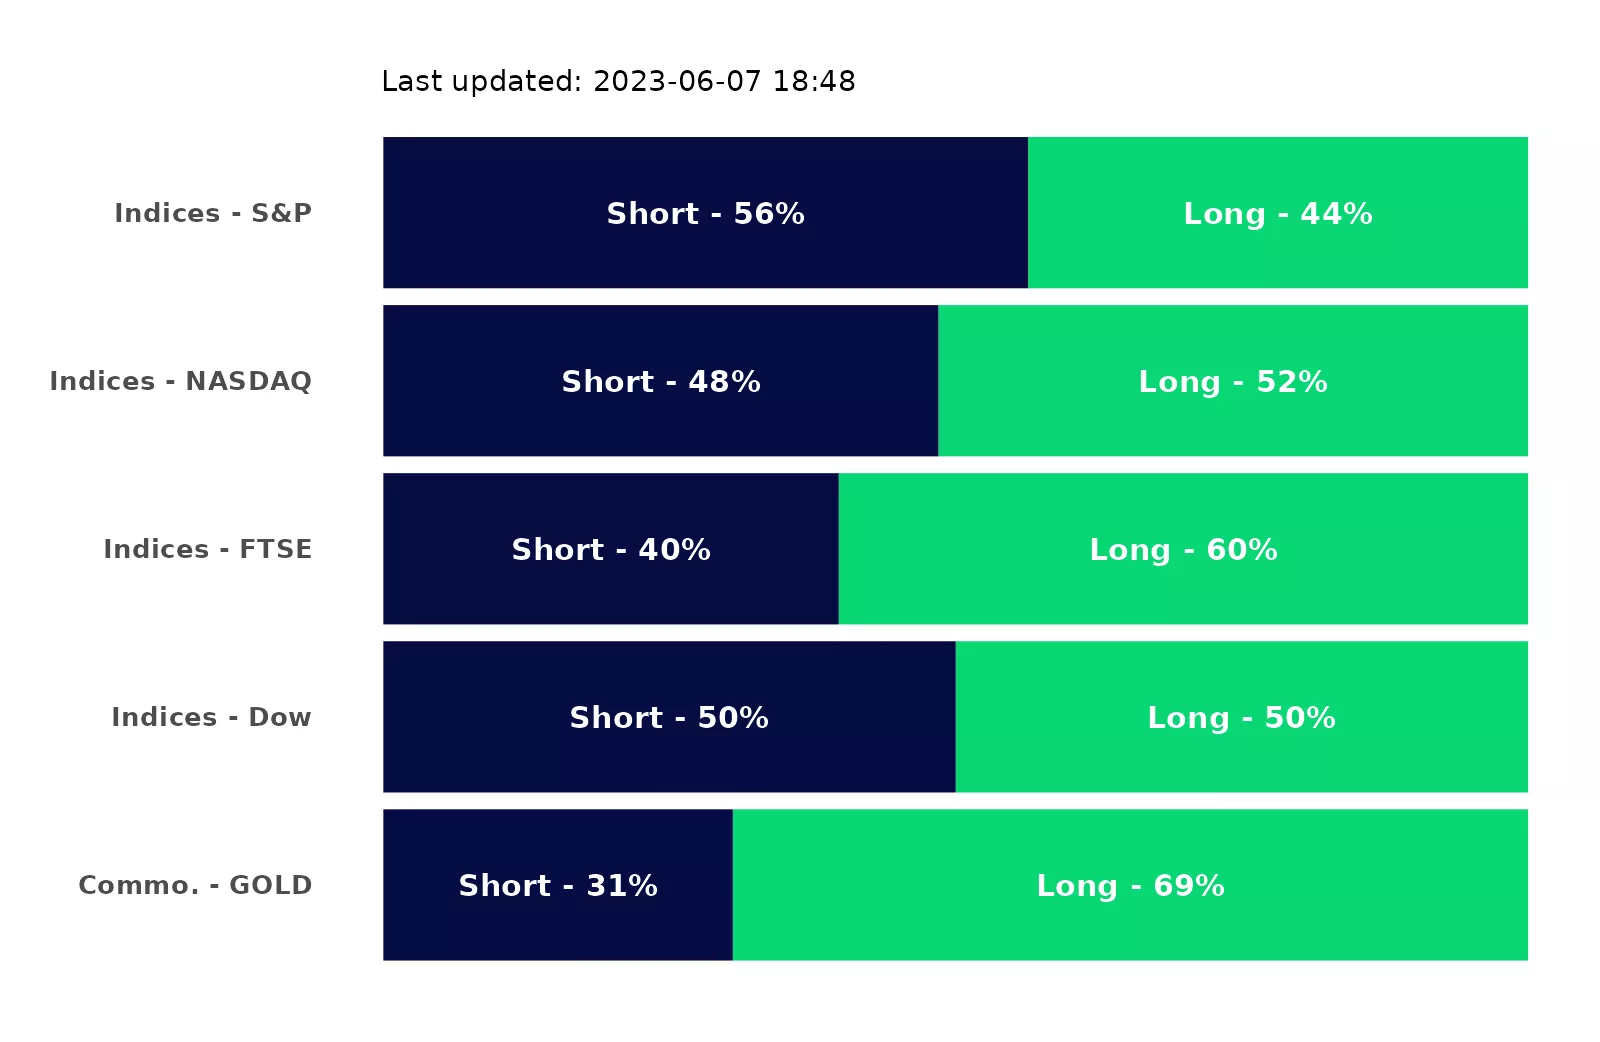 Last updated: 2023-06-07 18:48
Indices - S&P Short - 56% Long - 44%
Indices - NASDAQ Short - 48% Long - 52%
Indices - FTSE Short - 40% Long - 60%
Indices - Dow Short - 50% Long - 50%
Commo. - GOLD Short - 31% Long - 69%